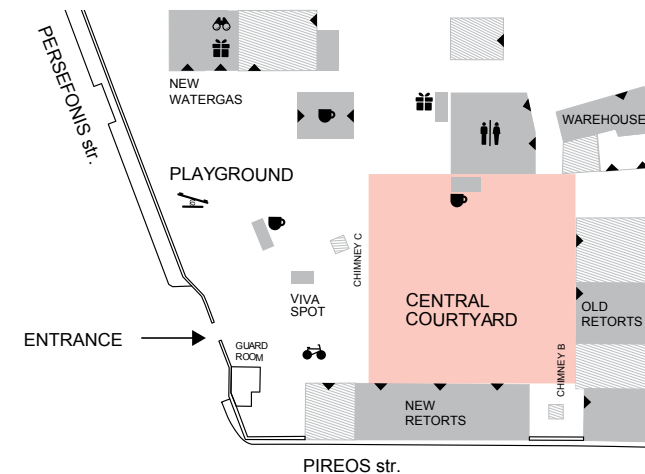 PERSEFONIS str.
NEW
WATERGAS
WAREHOUSE
PLAYGROUND
CHIMNEY C
VIVA
SPOT
CENTRAL
COURTYARD
OLD
RETORTS
ENTRANCE
GUARD
ROOM
CHIMNEY B
NEW
RETORTS
PIREOS str.